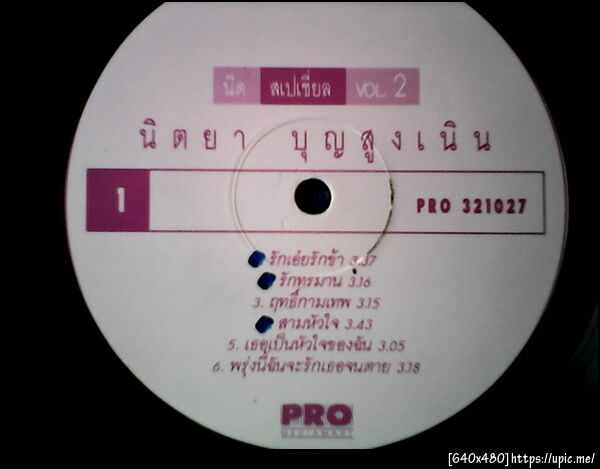 นิด สเปเชี่ยล VOL. 2
นิตยา บุญสูงเนิน
1
PRO 321027
รักเอ๋ยรักข้า 3.37
รักทรมาน 3.16
3. ฤทธิ์กามเทพ 3.15
สามหัวใจ 3.43
5. เธอเป็นหัวใจของฉัน 3.05
6. พรุ่งนี้ฉันจะรักเธอจนตาย 3.18
PRO
[640x480]https://upic.me/